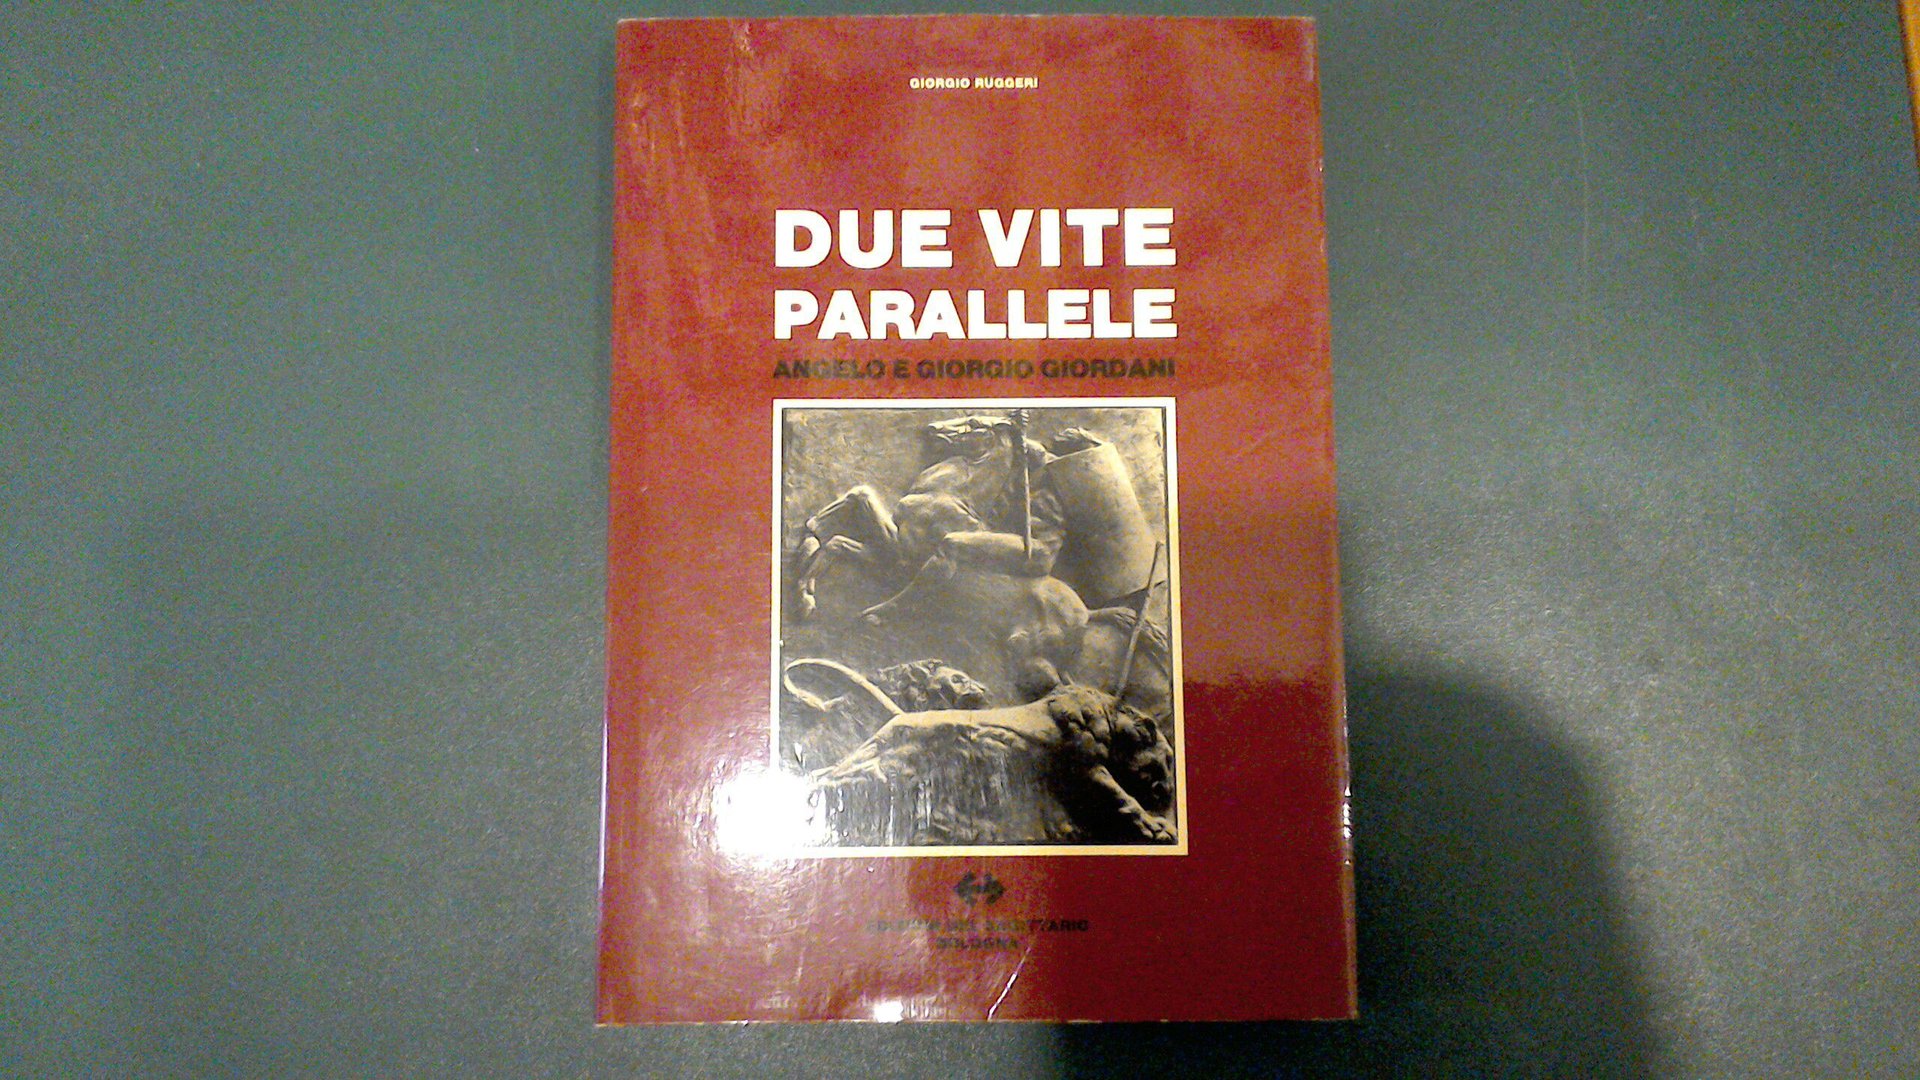 GIORGIO RUGGERI
DUE VITE
PARALLELE
ANGELO E GIORGIO GIORDANI
BOLOGNA